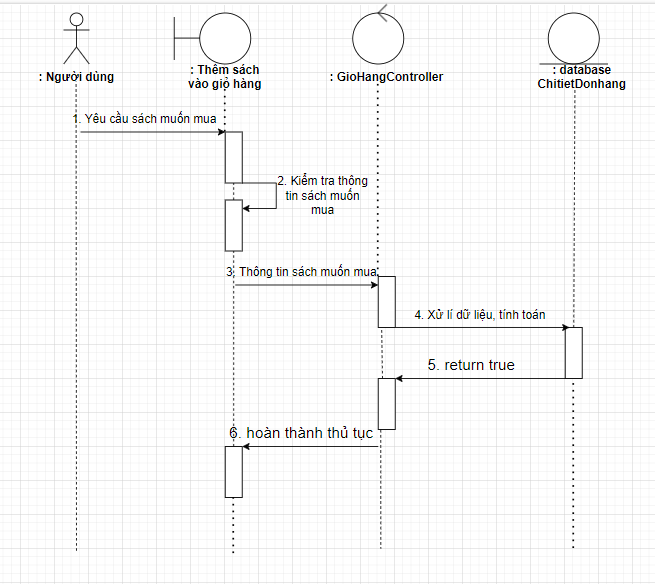 : Người dùng
: Thêm sách
vào giỏ hàng
: GioHangController
: database
ChitietDonhang
1. Yêu cầu sách muốn mua
2. Kiểm tra thông
tin sách muốn
mua
3. Thông tin sách muốn mua
4. Xử lí dữ liệu, tính toán
5. return true
6. hoàn thành thủ tục